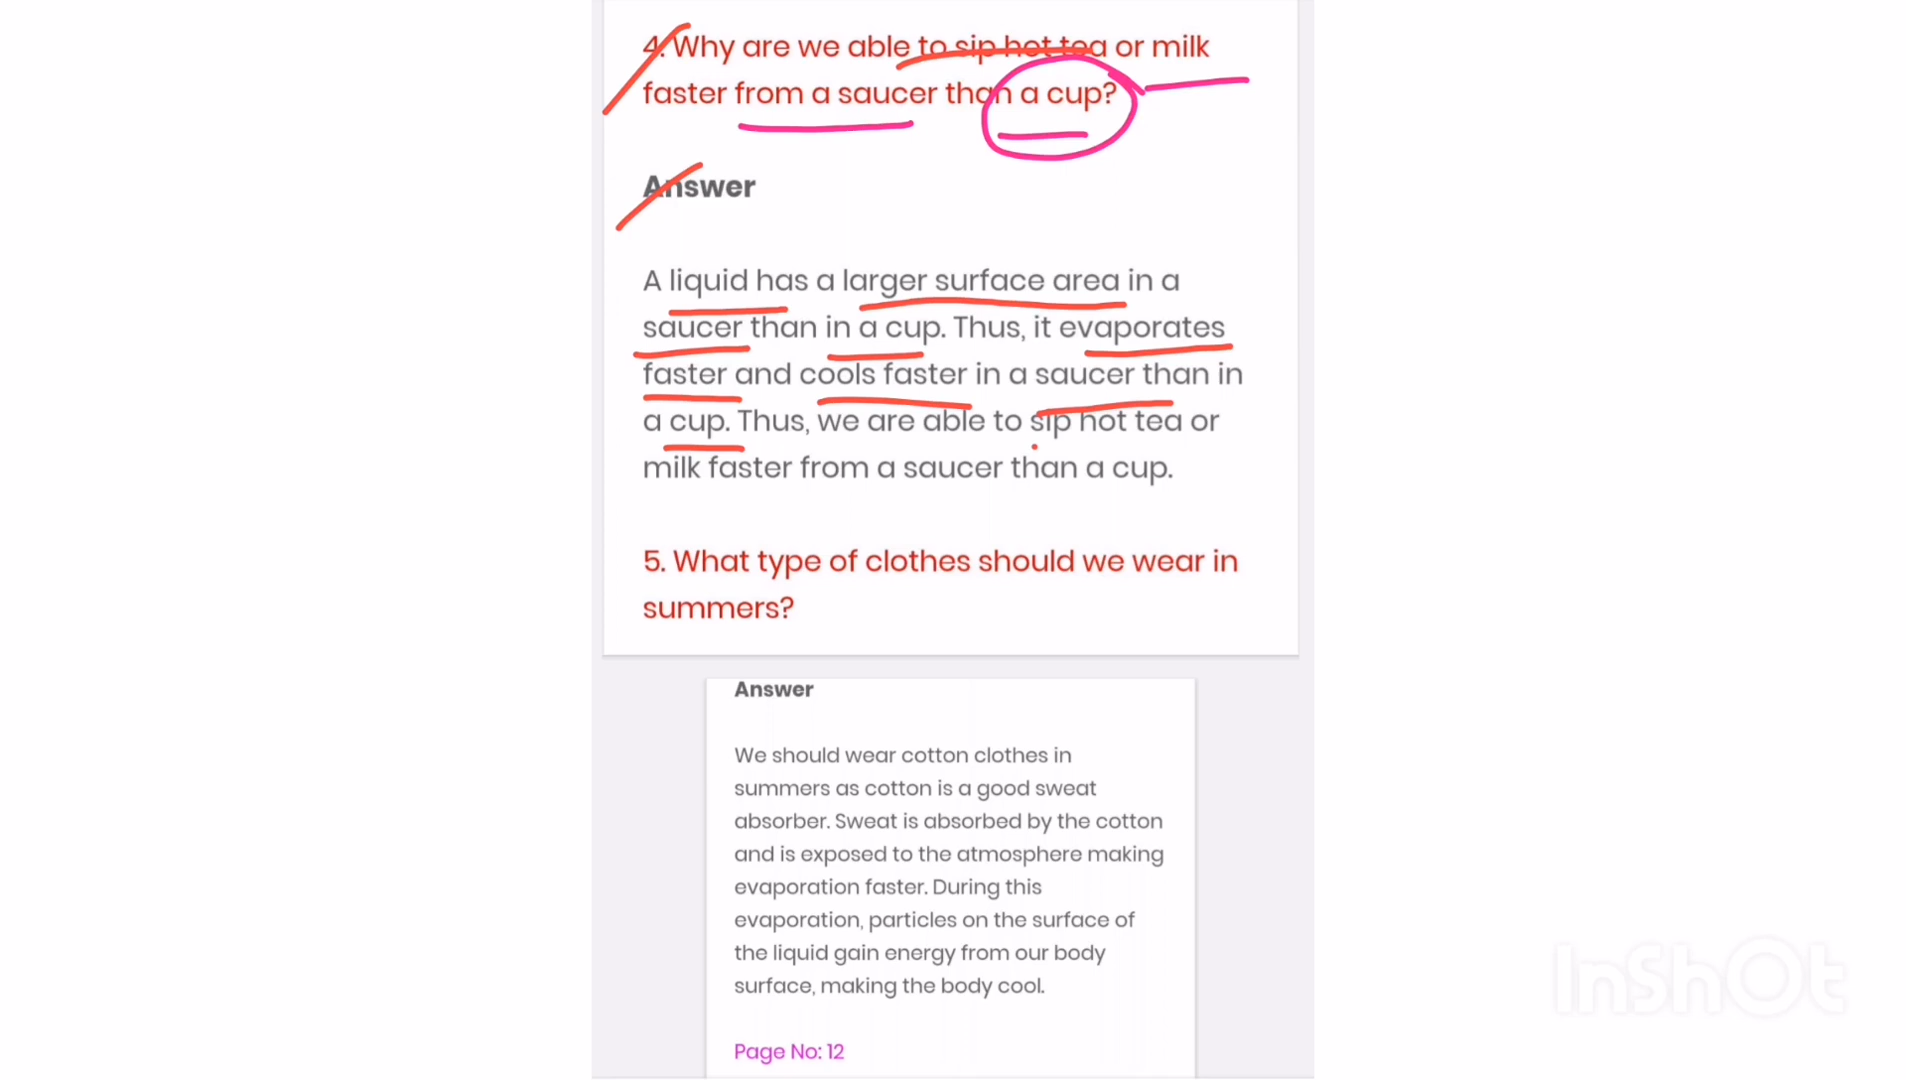 4. Why are we able to sip hot tea or milk
faster from a saucer than a cup?
Answer
A liquid has a larger surface area in a
saucer than in a cup. Thus, it evaporates
faster and cools faster in a saucer than in
a cup. Thus, we are able to sip hot tea or
milk faster from a saucer than a cup.
5. What type of clothes should we wear in
summers?
Answer
We should wear cotton clothes in
summers as cotton is a good sweat
absorber. Sweat is absorbed by the cotton
and is exposed to the atmosphere making
evaporation faster. During this
evaporation, particles on the surface of
the liquid gain energy from our body
surface, making the body cool.
Page No: 12
InShOt